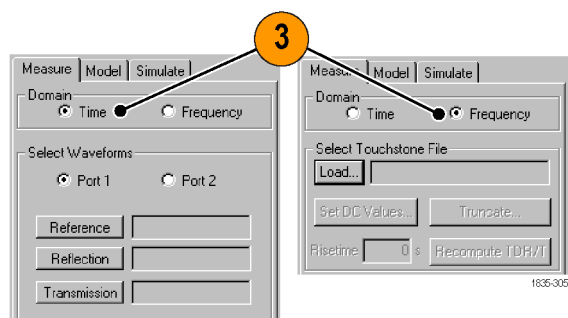 3
Measure Model Simulate
Domain
Time Frequency
Select Waveforms
Port 1 Port 2
Reference
Reflection
Transmission
Measure Model Simulate
Domain
Time Frequency
Select Touchstone File
Load...
Set DC Values... Truncate...
Risetime 0 s Recompute TDR/T
1835-305